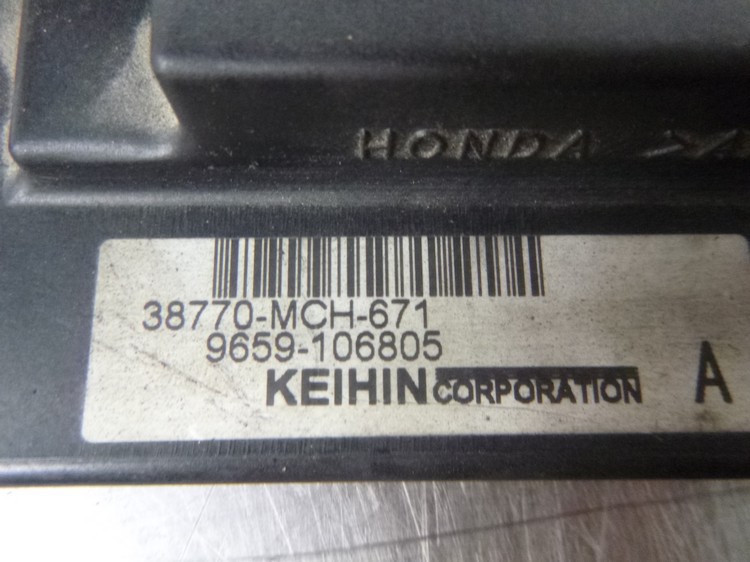 HONDA >A
38770-MCH-671
9659-106805
KEIHIN CORPORATION A